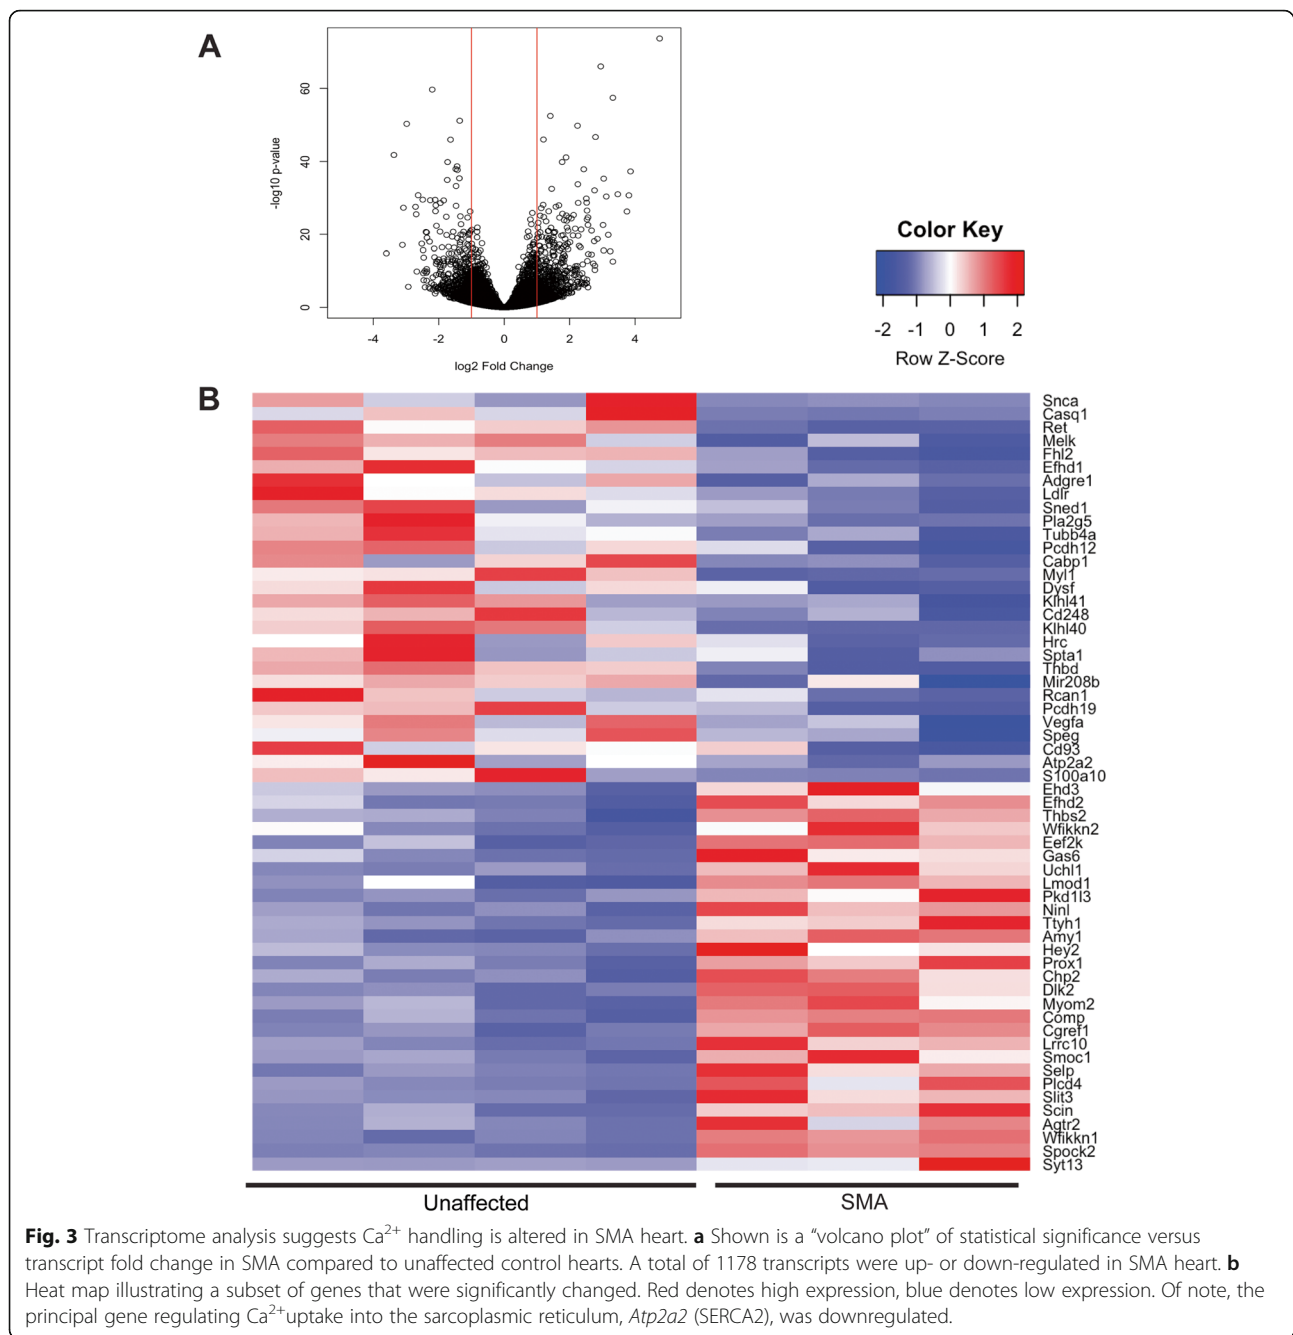 A
-log10 p-value
60
40
20
0
-4 -2 0 2 4
log2 Fold Change
Color Key
-2 -1 0 1 2
Row Z-Score
B
Snca
Casq1
Ret
Melk
Fhl2
Efhd1
Adgre1
Ldlr
Sned1
Pla2g5
Tubb4a
Pcdh12
Cabp1
Myl1
Dysf
Klhl41
Cd248
Klhl40
Hrc
Spta1
Thbd
Mir208b
Rcan1
Pcdh19
Vegfa
Speg
Cd93
Atp2a2
S100a10
Ehd3
Efhd2
Thbs2
Wfikkn2
Eef2k
Gas6
Uchl1
Lmod1
Pkd1l3
Ninl
Ttyh1
Amy1
Hey2
Prox1
Chp2
Dlk2
Myom2
Comp
Cgref1
Lrrc10
Smoc1
Selp
Plcd4
Slit3
Scin
Agtr2
Wfikkn1
Spock2
Syt13
Unaffected SMA
Fig. 3 Transcriptome analysis suggests Ca2+ handling is altered in SMA heart. a Shown is a "volcano plot" of statistical significance versus
transcript fold change in SMA compared to unaffected control hearts. A total of 1178 transcripts were up- or down-regulated in SMA heart. b
Heat map illustrating a subset of genes that were significantly changed. Red denotes high expression, blue denotes low expression. Of note, the
principal gene regulating Ca2+uptake into the sarcoplasmic reticulum, Atp2a2 (SERCA2), was downregulated.